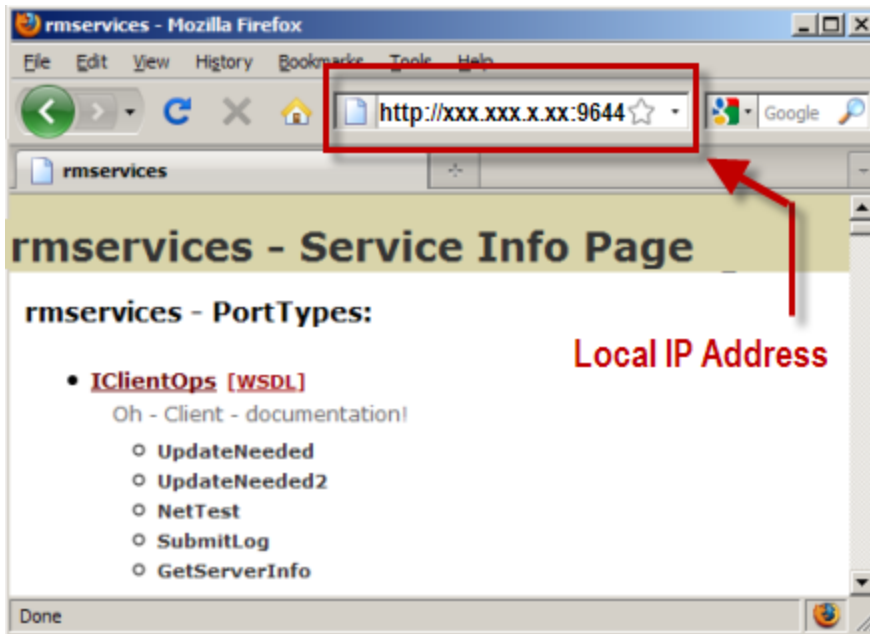 rmservices - Mozilla Firefox
File Edit View History Bookmarks Tools Help
http://xxx.xxx.x.xx:9644 Google
rmservices
rmservices - Service Info Page
rmservices - PortTypes:
Local IP Address
IClientOps [WSDL]
Oh - Client - documentation!
UpdateNeeded
UpdateNeeded2
NetTest
SubmitLog
GetServerInfo
Done